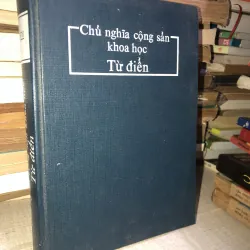 Chủ nghĩa cộng sản
khoa học
Từ điển
Từ điển